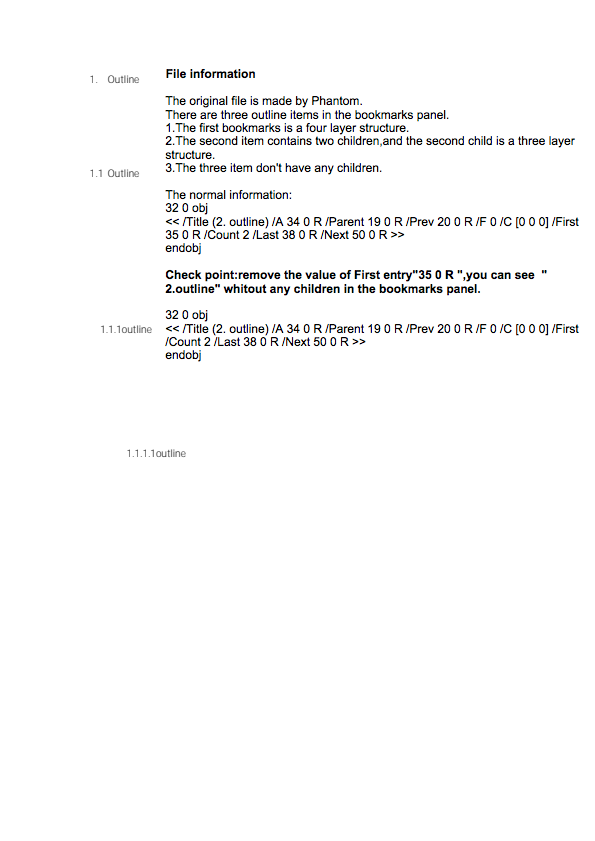 File information
1. Outline
The original file is made by Phantom.
There are three outline items in the bookmarks panel.
1.The first bookmarks is a four layer structure.
2.The second item contains two children,and the second child is a three layer
structure.
3.The three item don't have any children.
1.1 Outline
The normal information:
32 0 obj
<< /Title (2. outline) /A 34 0 R /Parent 19 0 R /Prev 20 0 R /F 0 /C [0 0 0] /First
35 0 R /Count 2 /Last 38 0 R /Next 50 0 R >>
endobj
Check point:remove the value of First entry"35 0 R ",you can see "
2.outline" whitout any children in the bookmarks panel.
32 0 obj
1.1.1outline
<< /Title (2. outline) /A 34 0 R /Parent 19 0 R /Prev 20 0 R /F 0 /C [0 0 0] /First
/Count 2 /Last 38 0 R /Next 50 0 R >>
endobj
1.1.1.1outline